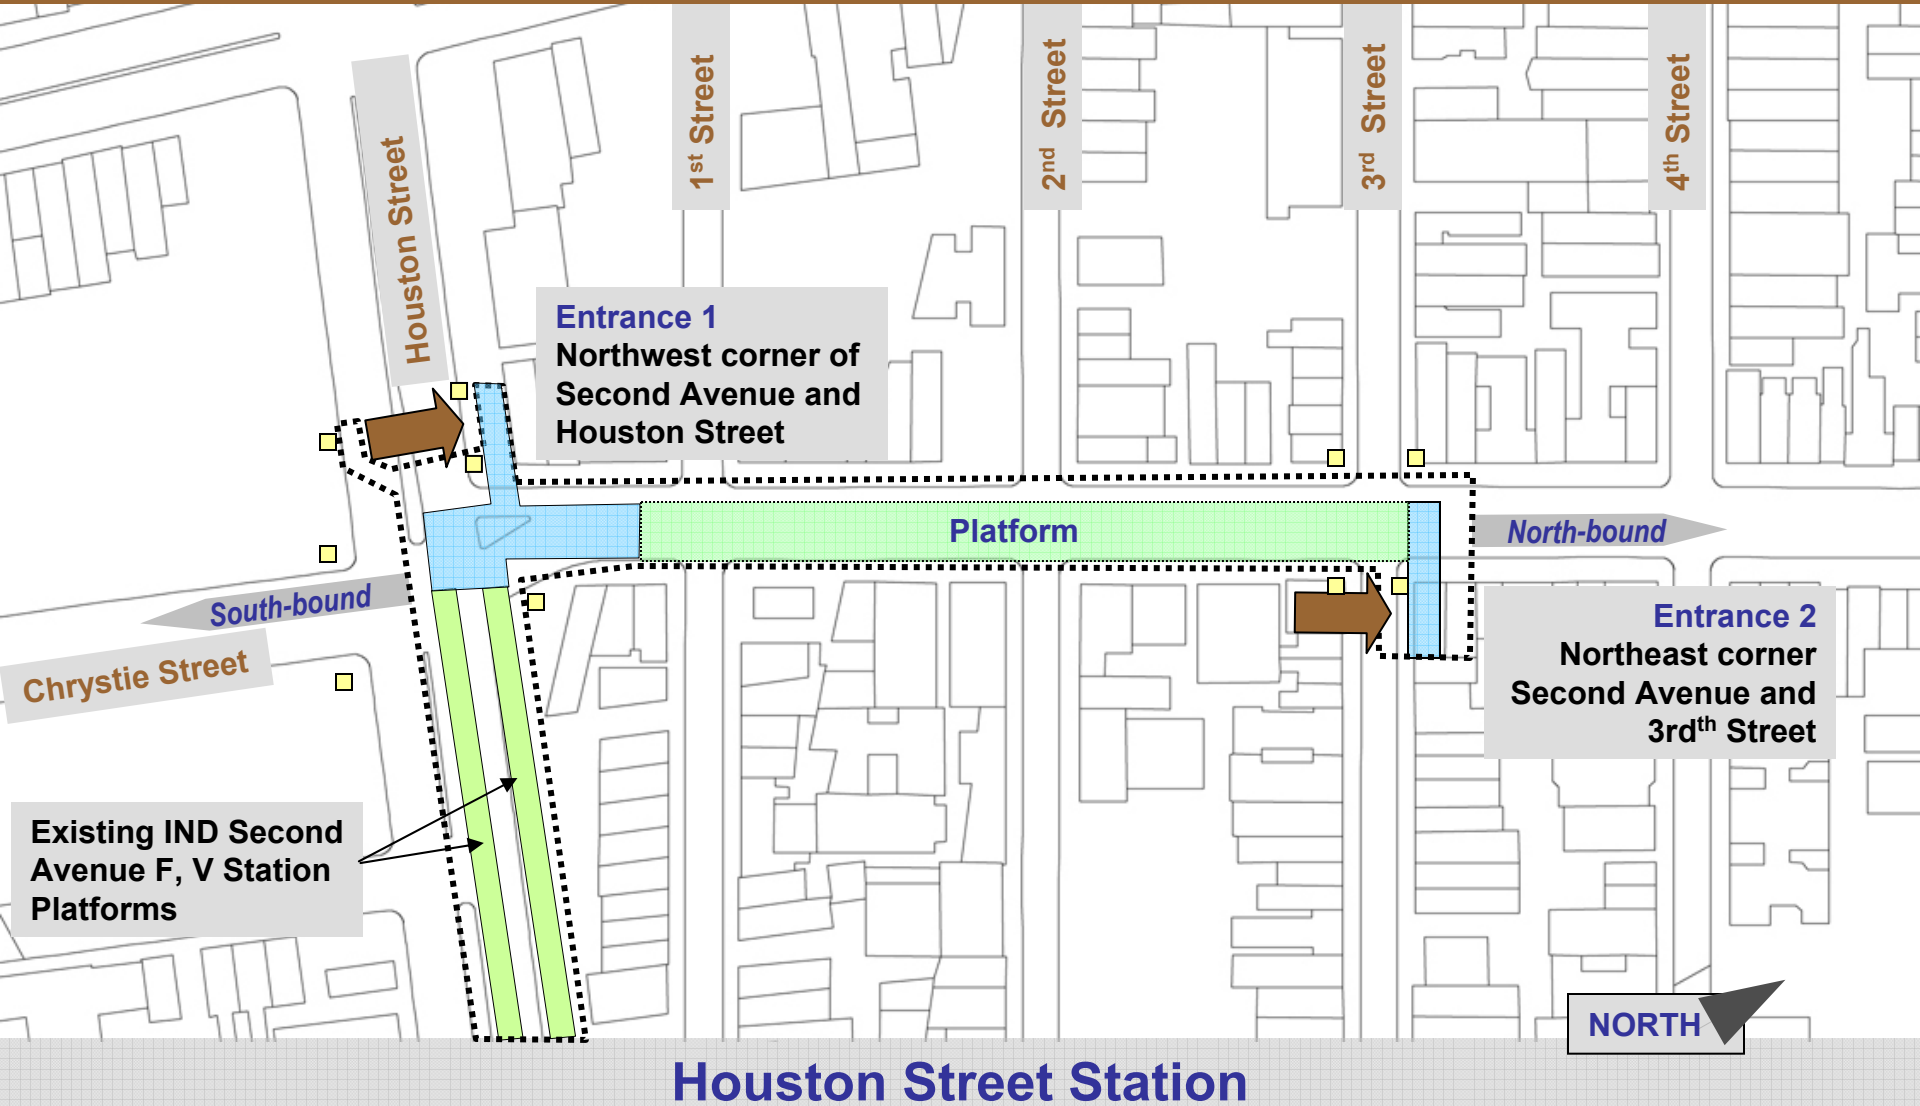 Houston Street
1st Street
2nd Street
3rd Street
4th Street
Entrance 1
Northwest corner of
Second Avenue and
Houston Street
Platform
North-bound
South-bound
Chrystie Street
Entrance 2
Northeast corner
Second Avenue and
3rdth Street
Existing IND Second
Avenue F, V Station
Platforms
NORTH
Houston Street Station